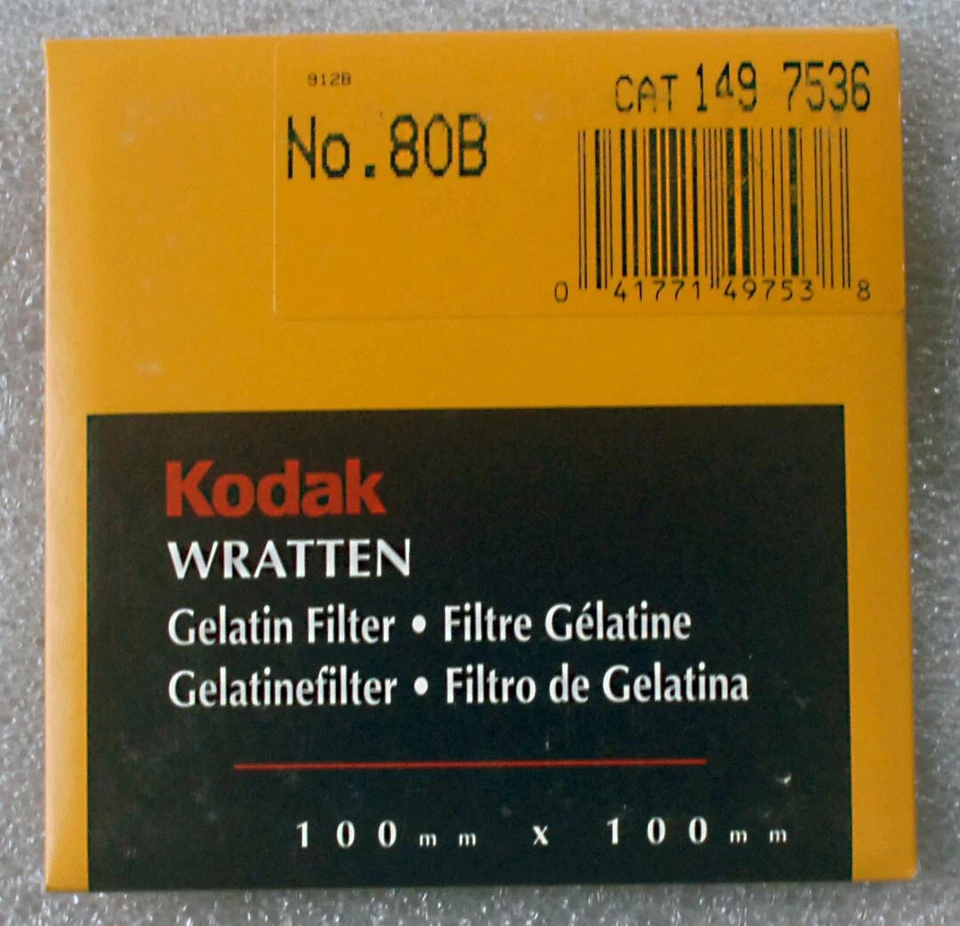 912B
CAT 149 7536
No.80B
0 41771 49753 8
Kodak
WRATTEN
Gelatin Filter • Filtre Gélatine
Gelatinefilter • Filtro de Gelatina
100mm x 100mm